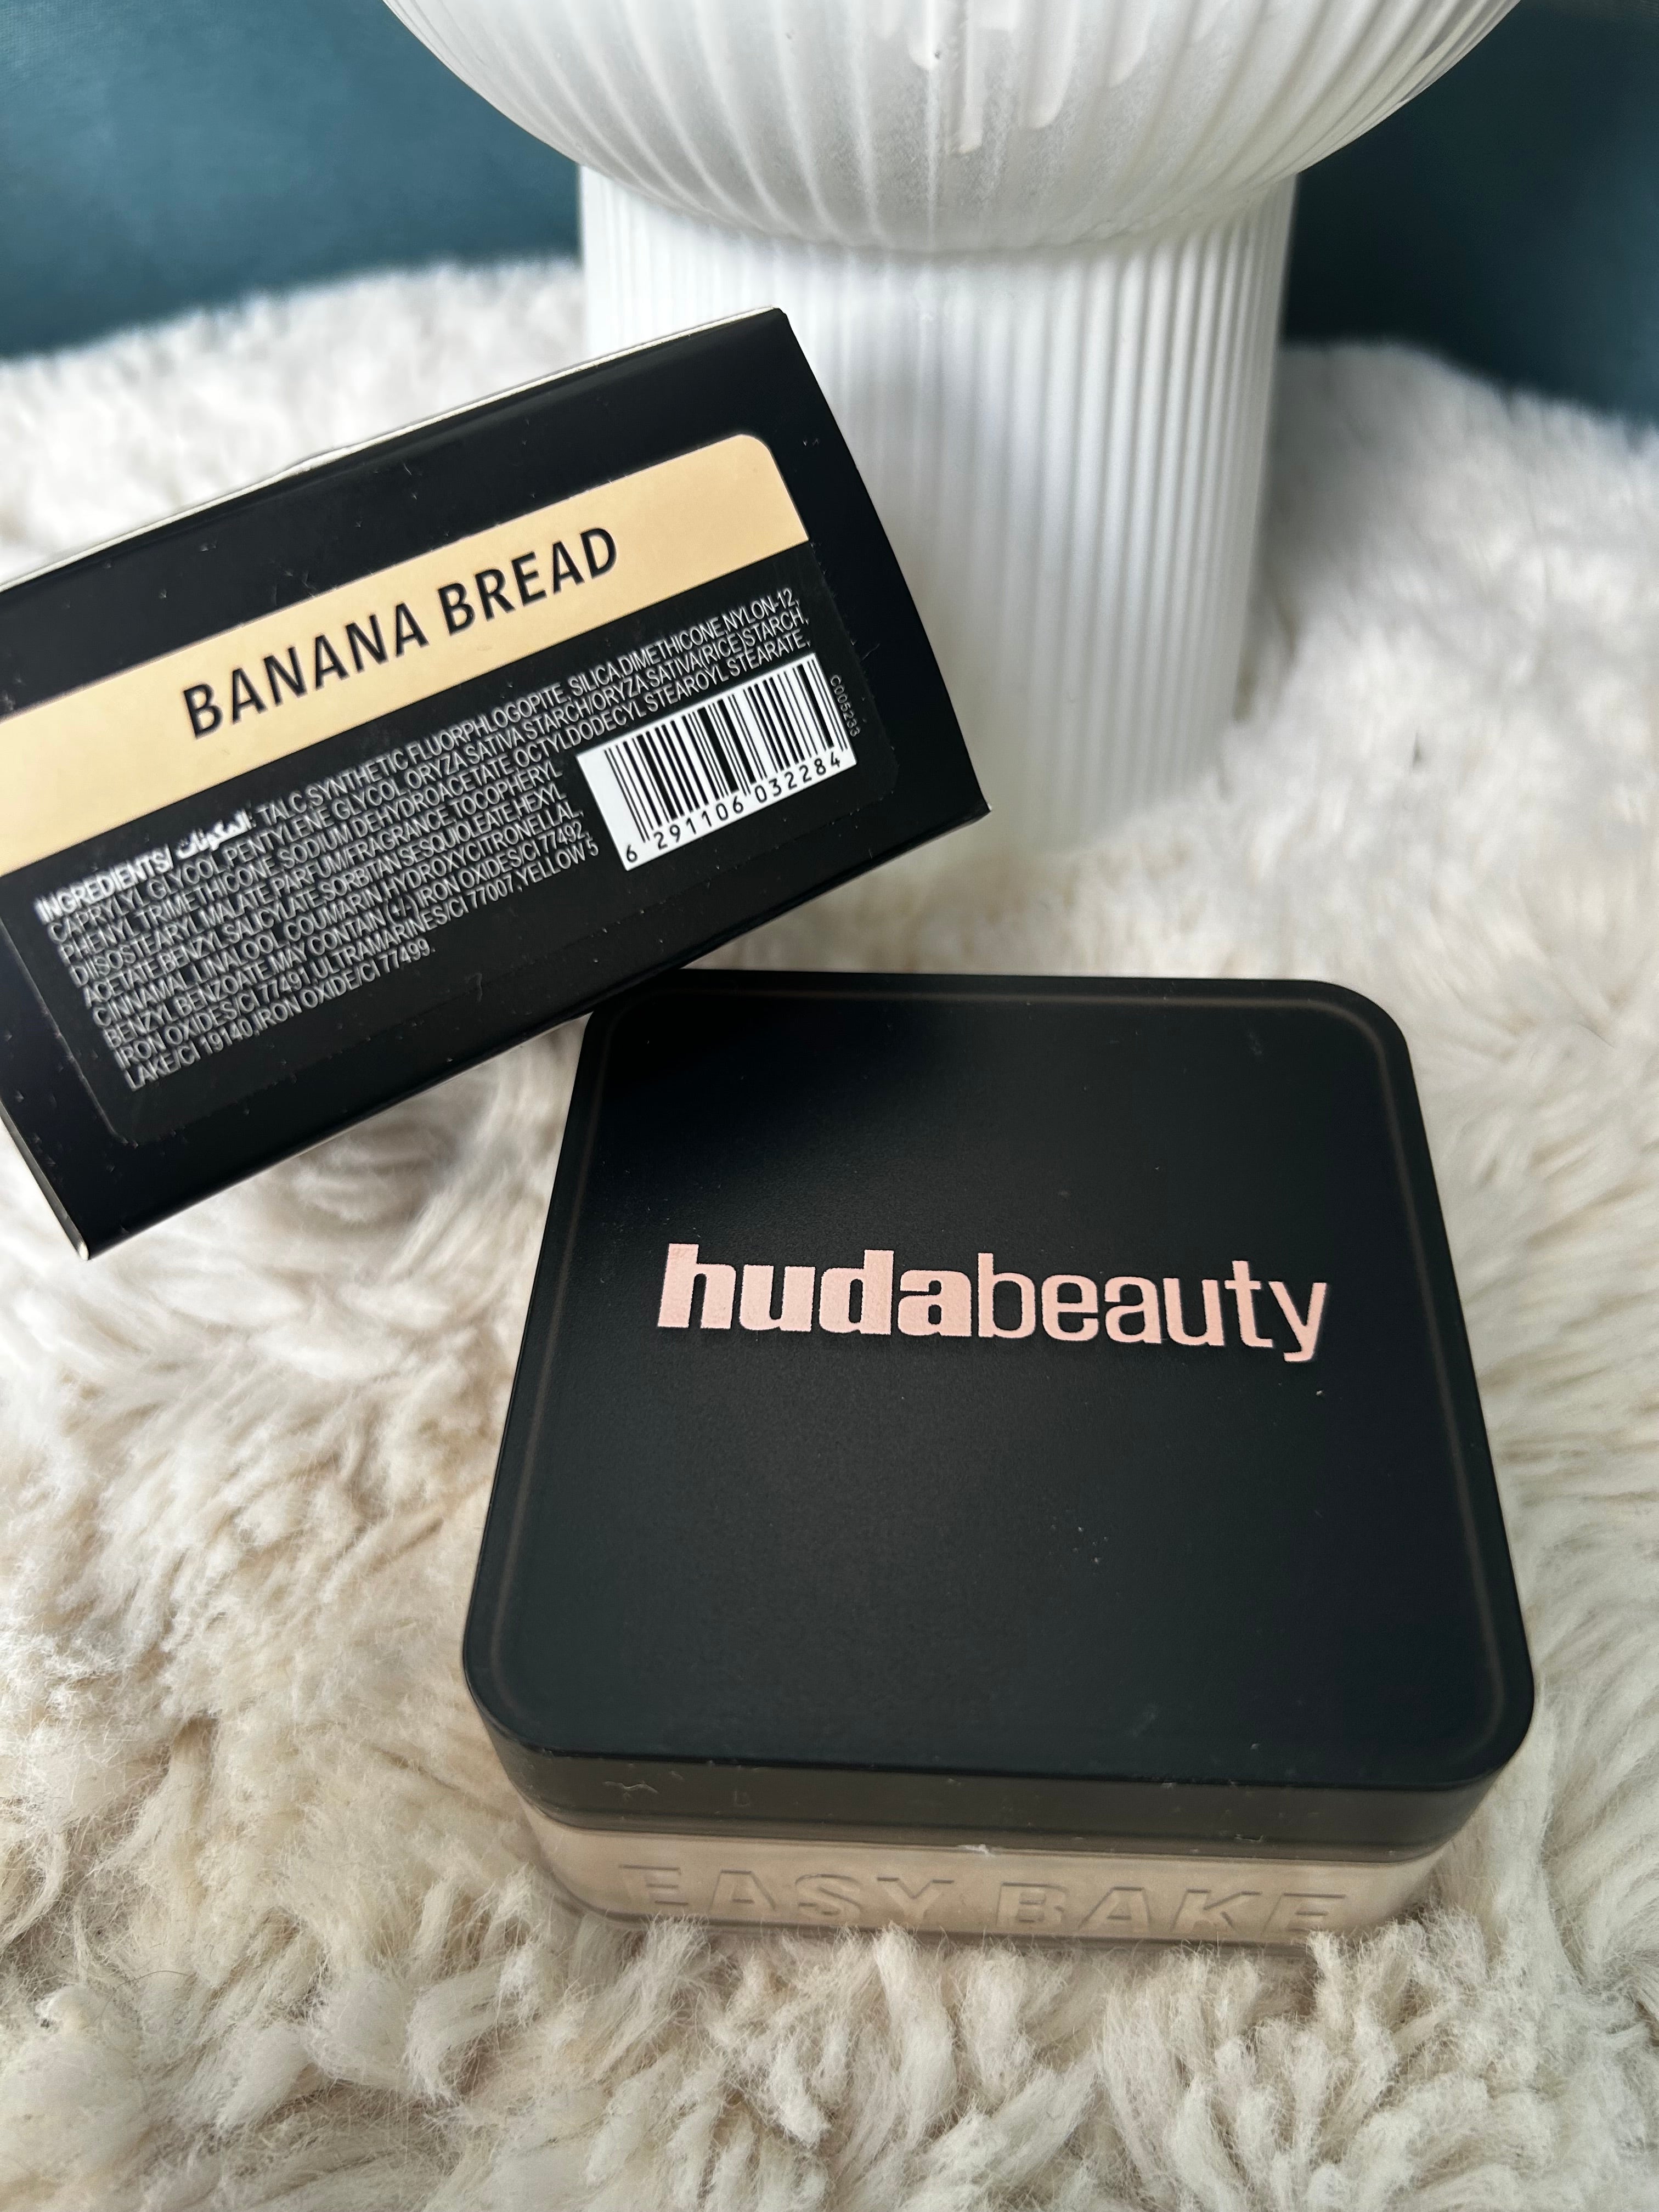 BANANA BREAD
INGREDIENTS/ المكونات: TALC,SYNTHETIC FLUORPHLOGOPITE, SILICA,DIMETHICONE,NYLON-12,
CAPRYLYL GLYCOL,PENTYLENE GLYCOL, ORYZA SATIVA STARCH/ORYZA SATIVA(RICE)STARCH,
PHENYL TRIMETHICONE, SODIUM DEHYDROACETATE, OCTYLDODECYL STEAROYL STEARATE,
DIISOSTEARYL MALATE,PARFUM/FRAGRANCE,TOCOPHERYL
ACETATE,BENZYL SALICYLATE,SORBITAN SESQUIOLEATE,HEXYL
CINNAMAL, LINALOOL,COUMARIN,HYDROXYCITRONELLAL,
BENZYL BENZOATE,MAY CONTAIN (+/-) IRON OXIDES/CI 77492,
IRON OXIDES/CI 77491,ULTRAMARINES/CI 77007,YELLOW 5
LAKE/CI 19140,IRON OXIDE/CI 77499.
C005233
6 291106 032284
hudabeauty
EASY BAKE